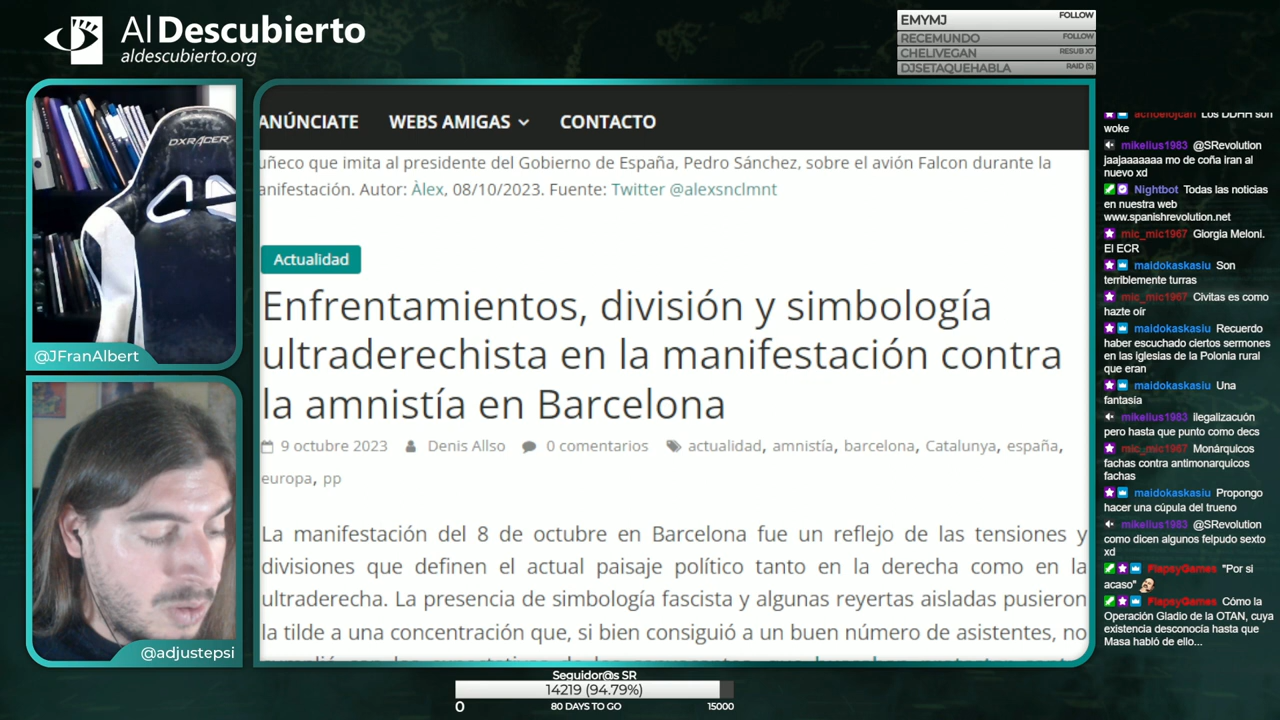 Al Descubierto
aldescubierto.org
EMYMJ FOLLOW
RECEMUNDO FOLLOW
CHELIVEGAN RESUB X7
DJSETAQUEHABLA RAID (5)
DXRACER
@JFranAlbert
@adjustepsi
ANÚNCIATE WEBS AMIGAS CONTACTO
uñeco que imita al presidente del Gobierno de España, Pedro Sánchez, sobre el avión Falcon durante la
anifestación. Autor: Àlex, 08/10/2023. Fuente: Twitter @alexsnclmnt
Actualidad
Enfrentamientos, división y simbología
ultraderechista en la manifestación contra
la amnistía en Barcelona
9 octubre 2023 Denis Allso 0 comentarios actualidad, amnistía, barcelona, Catalunya, españa,
europa, pp
La manifestación del 8 de octubre en Barcelona fue un reflejo de las tensiones y
divisiones que definen el actual paisaje político tanto en la derecha como en la
ultraderecha. La presencia de simbología fascista y algunas reyertas aisladas pusieron
la tilde a una concentración que, si bien consiguió a un buen número de asistentes, no
Los DDHH son
woke
mikelius1983 @SRevolution
jaajaaaaaaa mo de coña iran al
nuevo xd
Nightbot Todas las noticias
en nuestra web
www.spanishrevolution.net
mic_mic1967 Giorgia Meloni.
El ECR
maidokaskasiu Son
terriblemente turras
mic_mic1967 Civitas es como
hazte oír
maidokaskasiu Recuerdo
haber escuchado ciertos sermones
en las iglesias de la Polonia rural
que eran
maidokaskasiu Una
fantasía
mikelius1983 ilegalizacuón
pero hasta que punto como decs
mic_mic1967 Monárquicos
fachas contra antimonarquicos
fachas
maidokaskasiu Propongo
hacer una cúpula del trueno
mikelius1983 @SRevolution
como dicen algunos felpudo sexto
xd
FlapsyGames "Por si
acaso"
FlapsyGames Cómo la
Operación Gladio de la OTAN, cuya
existencia desconocía hasta que
Masa habló de ello...
Seguidor@s SR
14219 (94.79%)
0 80 DAYS TO GO 15000